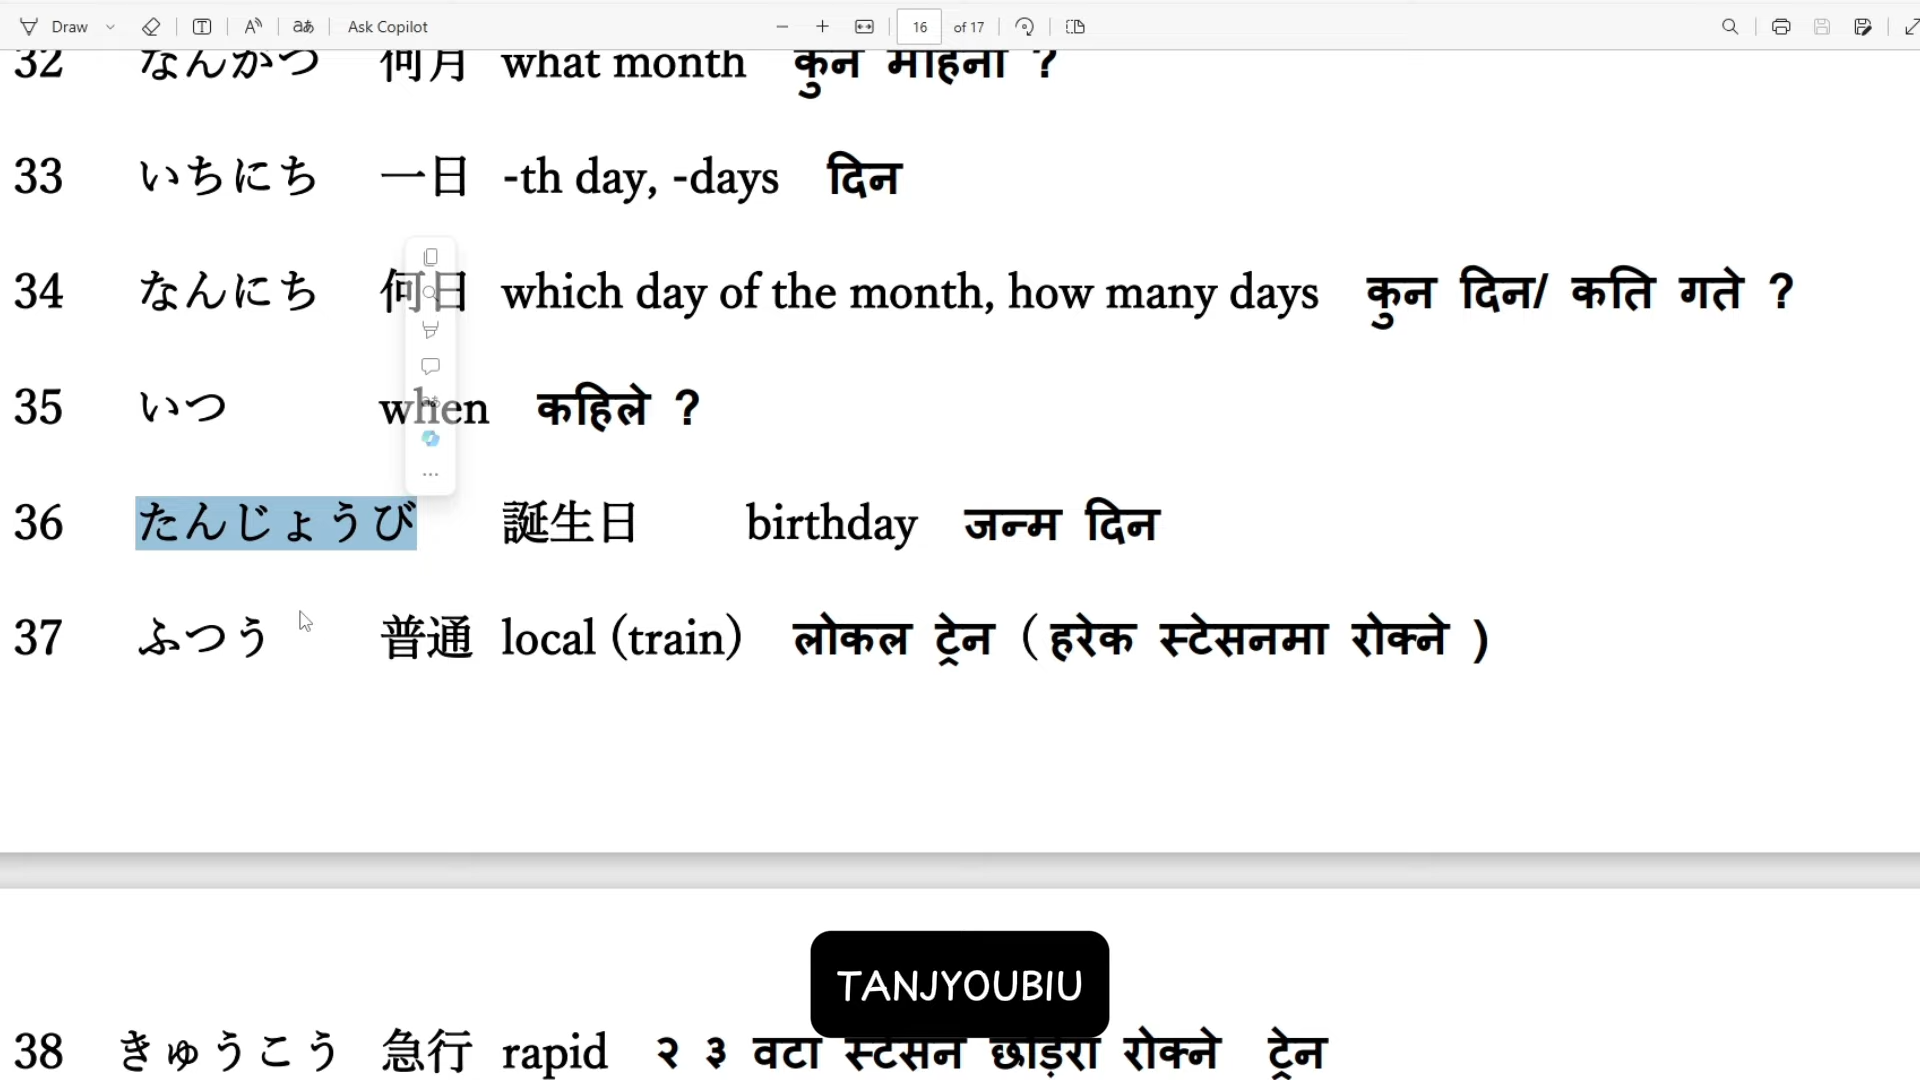 Draw Ask Copilot 16 of 17
32 なんがつ 何月 what month कुन महिना ?
33 いちにち 一日 -th day, -days दिन
34 なんにち 何日 which day of the month, how many days कुन दिन/ कति गते ?
35 いつ when कहिले ?
36 たんじょうび 誕生日 birthday जन्म दिन
37 ふつう 普通 local (train) लोकल ट्रेन ( हरेक स्टेसनमा रोक्ने )
TANJYOUBIU
38 きゅうこう 急行 rapid २ ३ वटा स्टेसन छोड़रा रोक्ने ट्रेन